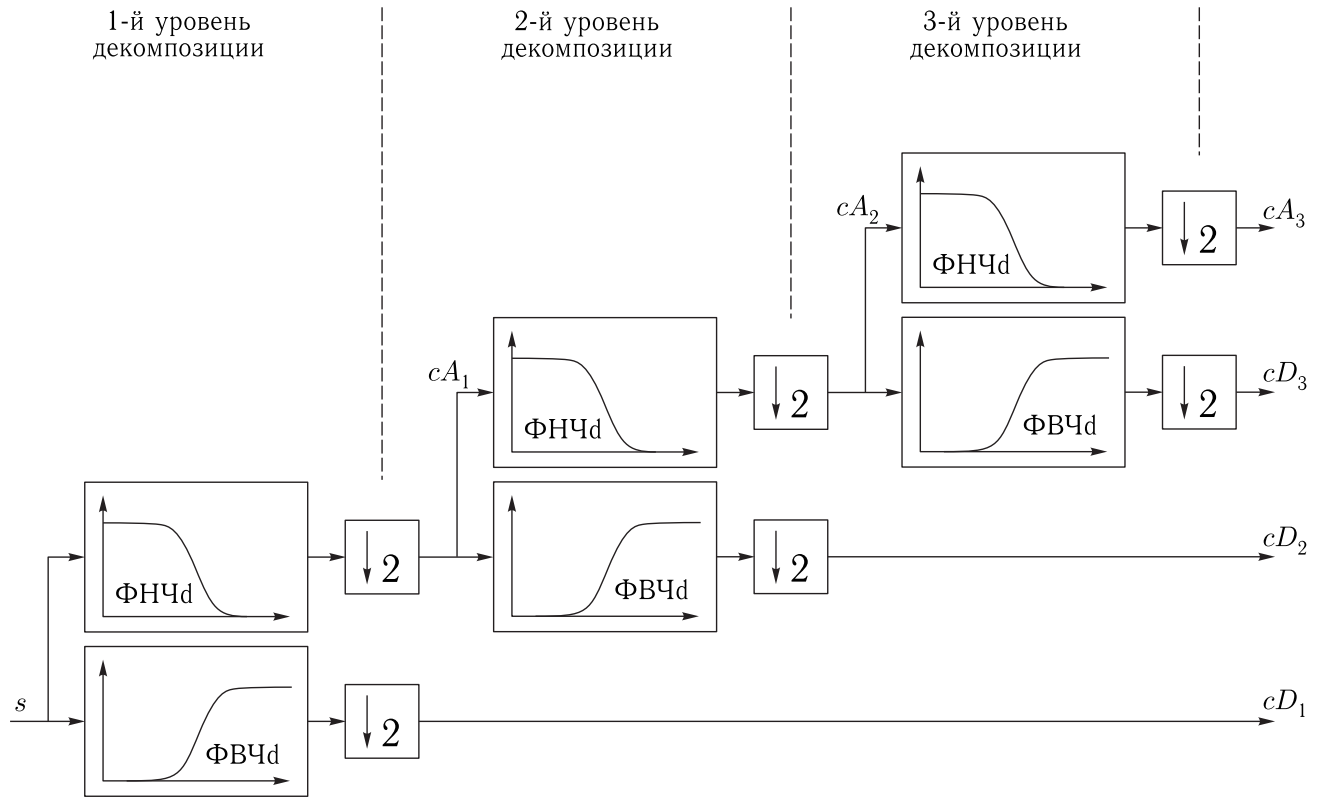 1-й уровень
декомпозиции
2-й уровень
декомпозиции
3-й уровень
декомпозиции
cA₂
ФНЧd
↓2
cA₃
cA₁
ФНЧd
↓2
ФВЧd
↓2
cD₃
ФНЧd
↓2
ФВЧd
↓2
cD₂
s
ФВЧd
↓2
cD₁